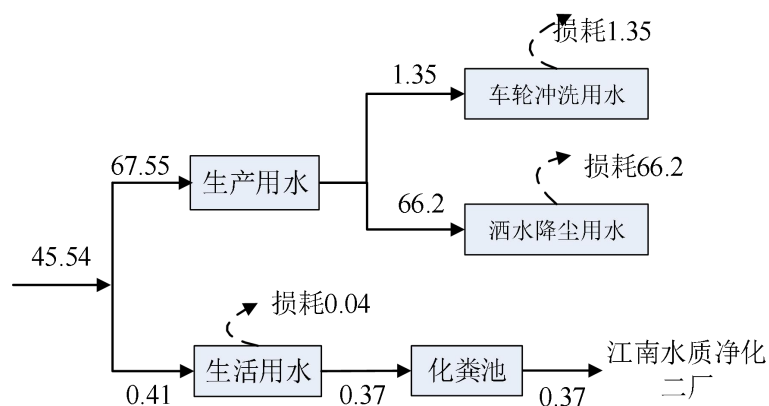 损耗1.35
1.35
车轮冲洗用水
67.55
生产用水
损耗66.2
66.2
洒水降尘用水
45.54
损耗0.04
生活用水
0.41
0.37
化粪池
0.37
江南水质净化
二厂